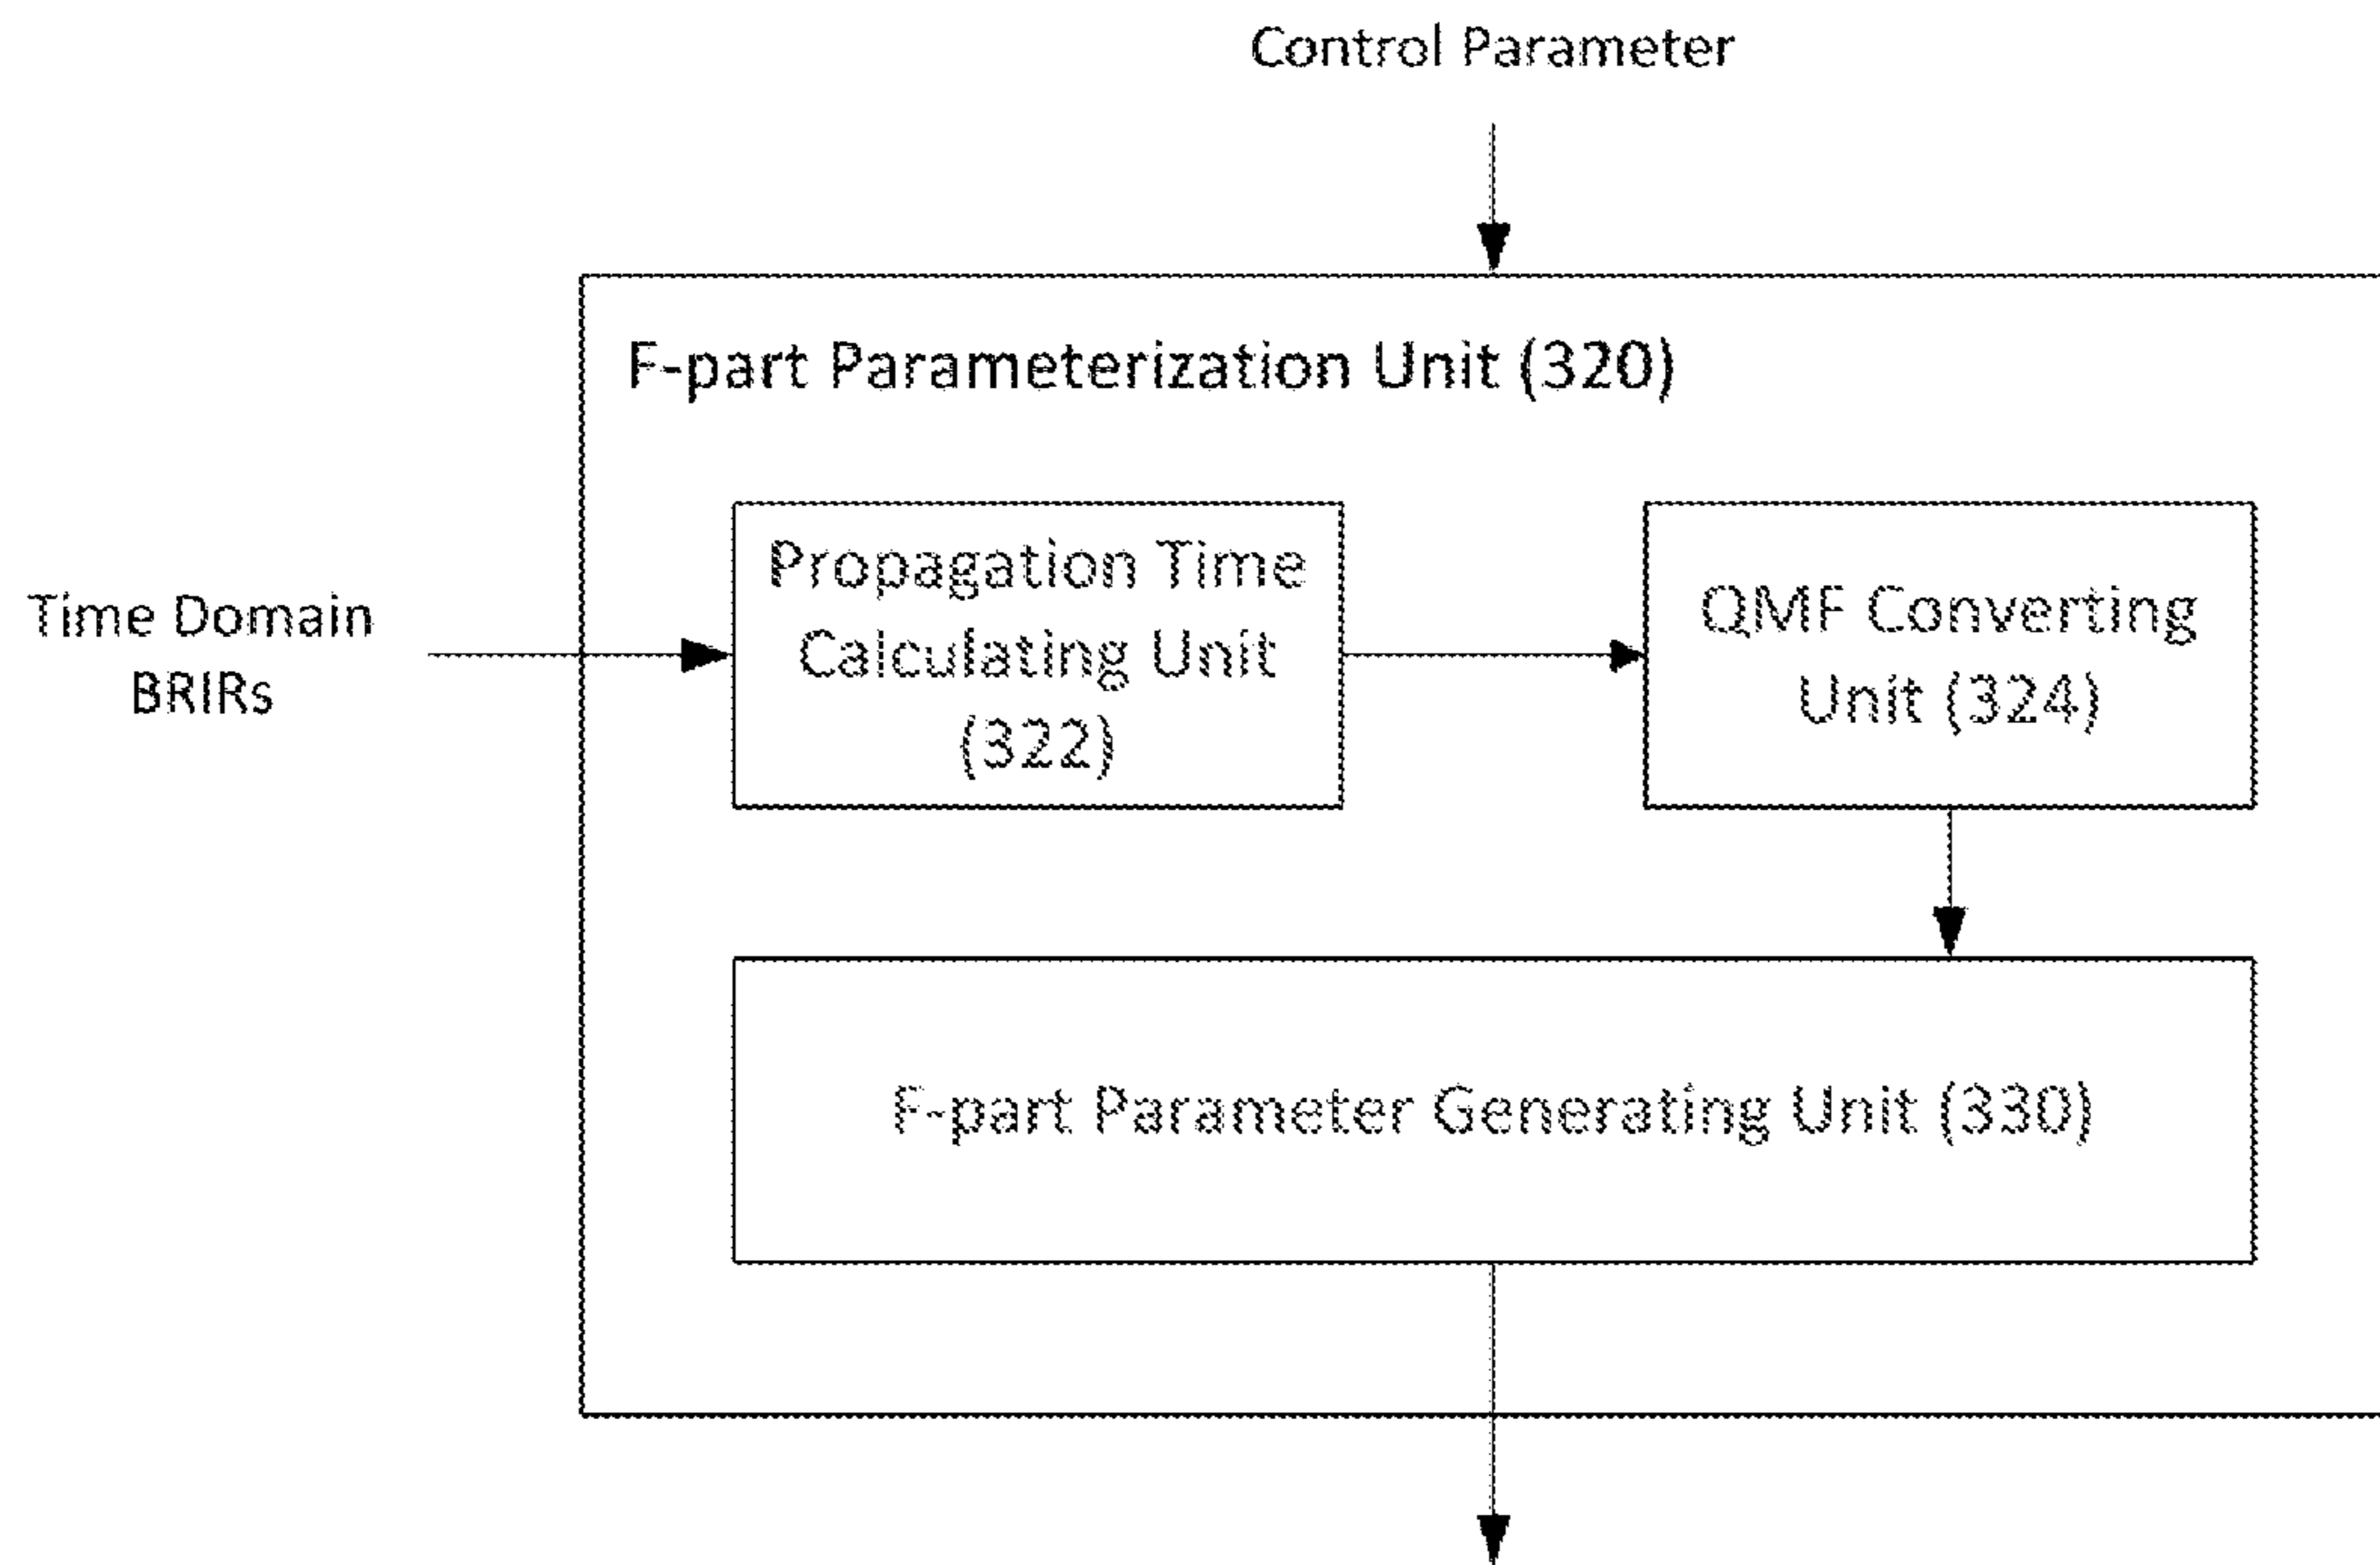 Control Parameter
F-part Parameterization Unit (320)
Time Domain
BRIRs
Propagation Time
Calculating Unit
(322)
QMF Converting
Unit (324)
F-part Parameter Generating Unit (330)